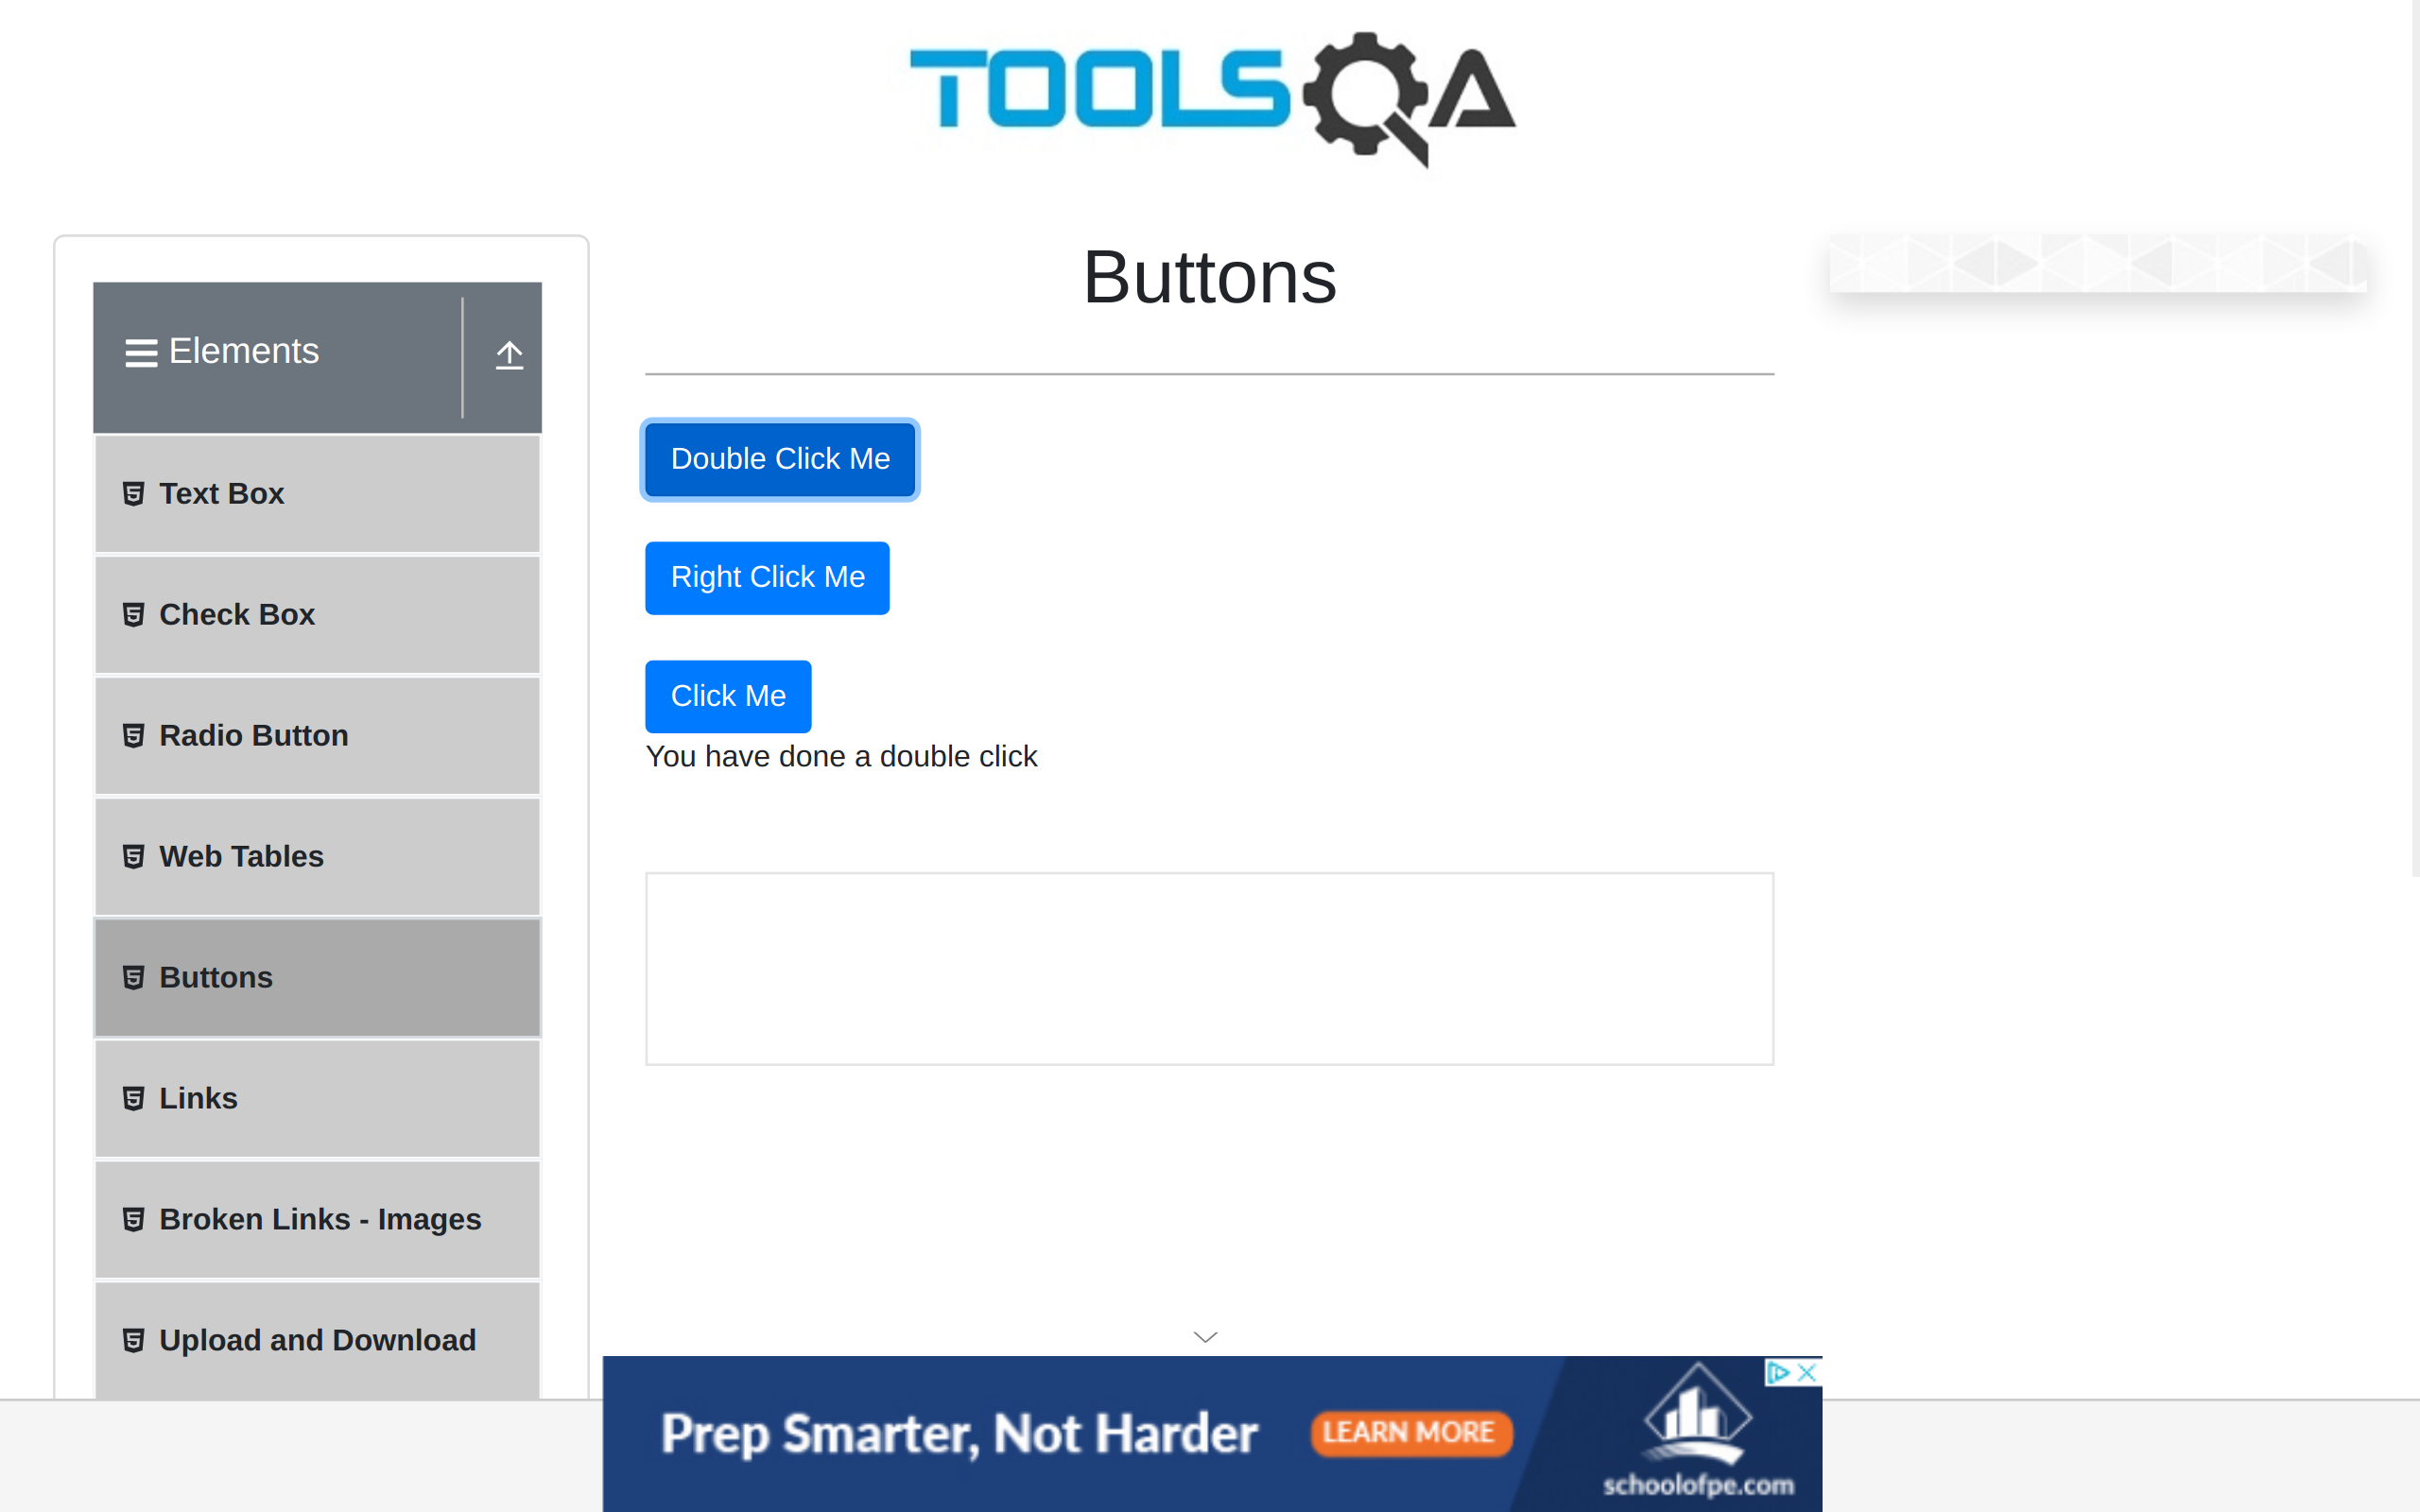 TOOLSQA
Buttons
Elements
Text Box
Check Box
Radio Button
Web Tables
Buttons
Links
Broken Links - Images
Upload and Download
Double Click Me
Right Click Me
Click Me
You have done a double click
Prep Smarter, Not Harder
LEARN MORE
schoolofpe.com